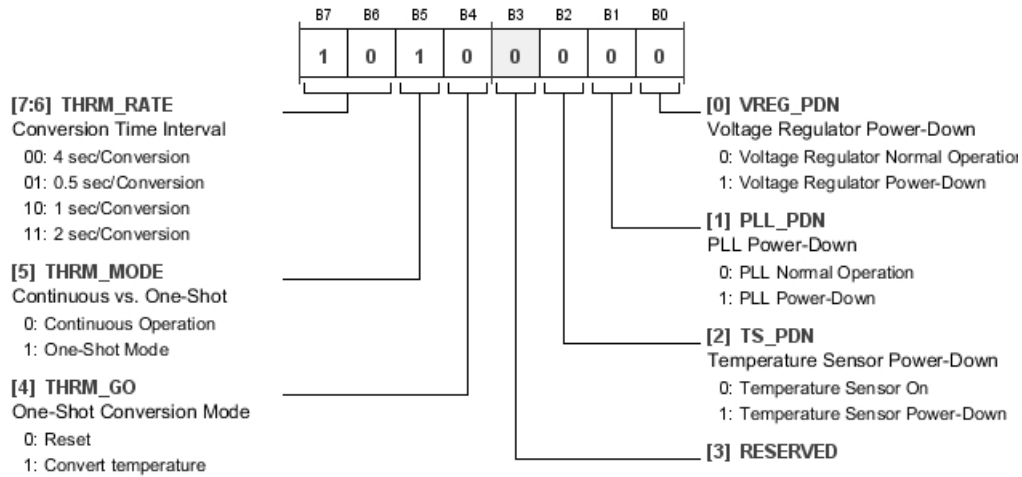 B7 B6 B5 B4 B3 B2 B1 B0
1 0 1 0 0 0 0 0
[7:6] THRM_RATE
Conversion Time Interval
00: 4 sec/Conversion
01: 0.5 sec/Conversion
10: 1 sec/Conversion
11: 2 sec/Conversion
[5] THRM_MODE
Continuous vs. One-Shot
0: Continuous Operation
1: One-Shot Mode
[4] THRM_GO
One-Shot Conversion Mode
0: Reset
1: Convert temperature
[0] VREG_PDN
Voltage Regulator Power-Down
0: Voltage Regulator Normal Operation
1: Voltage Regulator Power-Down
[1] PLL_PDN
PLL Power-Down
0: PLL Normal Operation
1: PLL Power-Down
[2] TS_PDN
Temperature Sensor Power-Down
0: Temperature Sensor On
1: Temperature Sensor Power-Down
[3] RESERVED